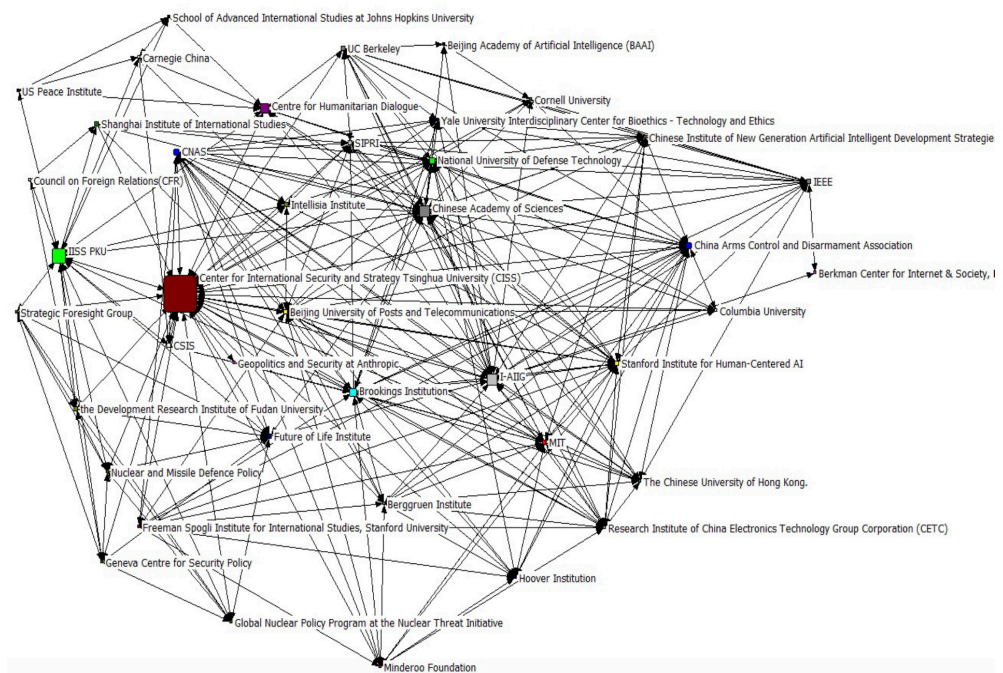 School of Advanced International Studies at Johns Hopkins University
UC Berkeley
Beijing Academy of Artificial Intelligence (BAAI)
Carnegie China
US Peace Institute
Cornell University
Centre for Humanitarian Dialogue
Shanghai Institute of International Studies
Yale University Interdisciplinary Center for Bioethics - Technology and Ethics
Chinese Institute of New Generation Artificial Intelligent Development Strategie
SIPRI
CNAS
National University of Defense Technology
Council on Foreign Relations(CFR)
IEEE
Intellisia Institute
Chinese Academy of Sciences
IISS PKU
China Arms Control and Disarmament Association
Center for International Security and Strategy Tsinghua University (CISS)
Berkman Center for Internet & Society,
Strategic Foresight Group
Beijing University of Posts and Telecommunications
Columbia University
CSIS
Geopolitics and Security at Anthropic
Stanford Institute for Human-Centered AI
I-AIIG
Brookings Institution
the Development Research Institute of Fudan University
Future of Life Institute
MIT
Nuclear and Missile Defence Policy
The Chinese University of Hong Kong.
Berggruen Institute
Freeman Spogli Institute for International Studies, Stanford University
Research Institute of China Electronics Technology Group Corporation (CETC)
Geneva Centre for Security Policy
Hoover Institution
Global Nuclear Policy Program at the Nuclear Threat Initiative
Minderoo Foundation